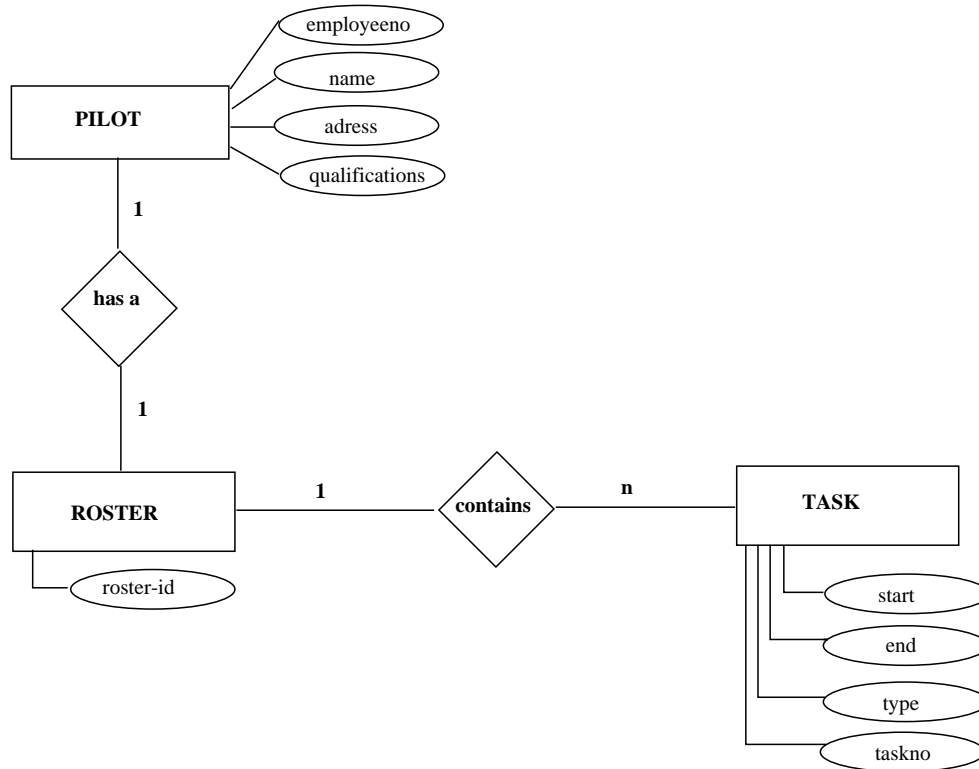 employeeno
name
PILOT
adress
qualifications
1
has a
1
1
n
contains
ROSTER
TASK
roster-id
start
end
type
taskno